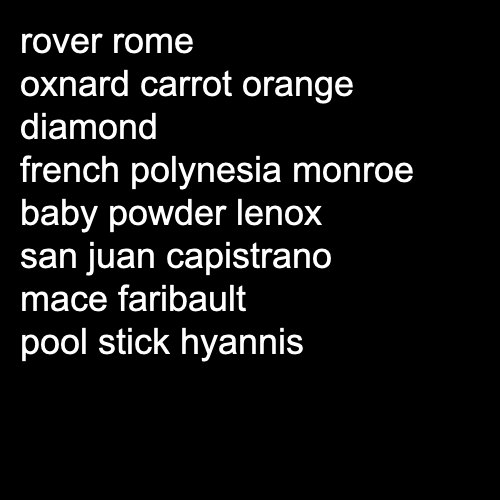 rover rome
oxnard carrot orange
diamond
french polynesia monroe
baby powder lenox
san juan capistrano
mace faribault
pool stick hyannis